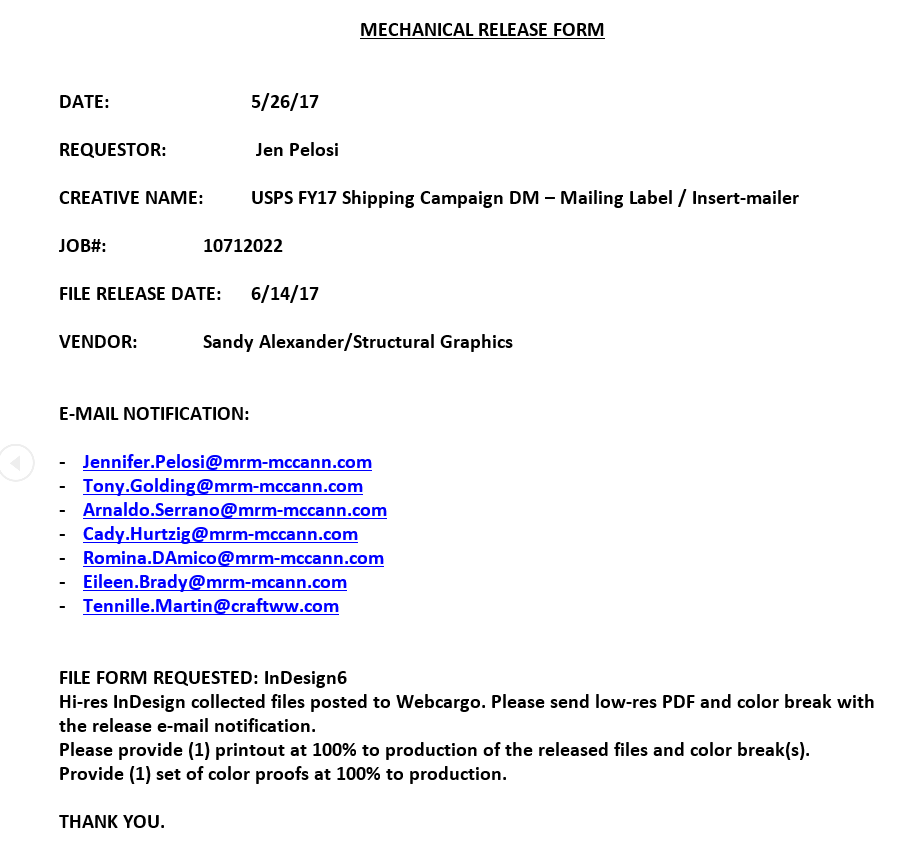 MECHANICAL RELEASE FORM
DATE: 5/26/17
REQUESTOR: Jen Pelosi
CREATIVE NAME: USPS FY17 Shipping Campaign DM – Mailing Label / Insert-mailer
JOB#: 10712022
FILE RELEASE DATE: 6/14/17
VENDOR: Sandy Alexander/Structural Graphics
E-MAIL NOTIFICATION:
- Jennifer.Pelosi@mrm-mccann.com
- Tony.Golding@mrm-mccann.com
- Arnaldo.Serrano@mrm-mccann.com
- Cady.Hurtzig@mrm-mccann.com
- Romina.DAmico@mrm-mccann.com
- Eileen.Brady@mrm-mcann.com
- Tennille.Martin@craftww.com
FILE FORM REQUESTED: InDesign6
Hi-res InDesign collected files posted to Webcargo. Please send low-res PDF and color break with
the release e-mail notification.
Please provide (1) printout at 100% to production of the released files and color break(s).
Provide (1) set of color proofs at 100% to production.
THANK YOU.